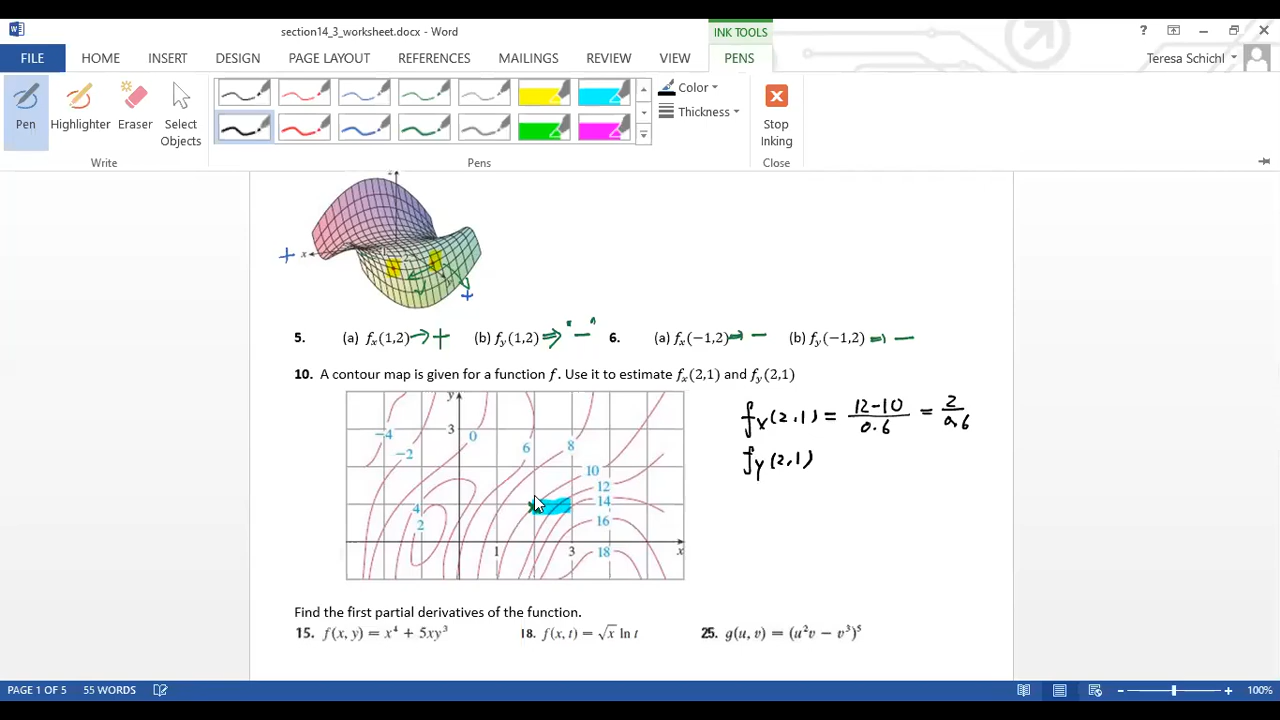 section14_3_worksheet.docx - Word
INK TOOLS
?
FILE HOME INSERT DESIGN PAGE LAYOUT REFERENCES MAILINGS REVIEW VIEW PENS Teresa Schichl
Pen Highlighter Eraser Select Objects
Color
Thickness
Stop Inking
Write Pens Close
z
+ x
+
5. (a) fₓ(1,2) → + (b) f_y(1,2) ⇒ "−" 6. (a) fₓ(−1,2) ⇒ − (b) f_y(−1,2) ⇒ −
10. A contour map is given for a function f. Use it to estimate fₓ(2,1) and f_y(2,1)
y
3
−4 0 6 8
−2
10
12
4 14
2 16
1 3 18 x
fₓ(2,1) = (12-10)/0.6 = 2/0.6
f_y(2,1)
Find the first partial derivatives of the function.
15. f(x, y) = x⁴ + 5xy³ 18. f(x, t) = √x ln t 25. g(u, v) = (u²v − v³)⁵
PAGE 1 OF 5 55 WORDS 100%